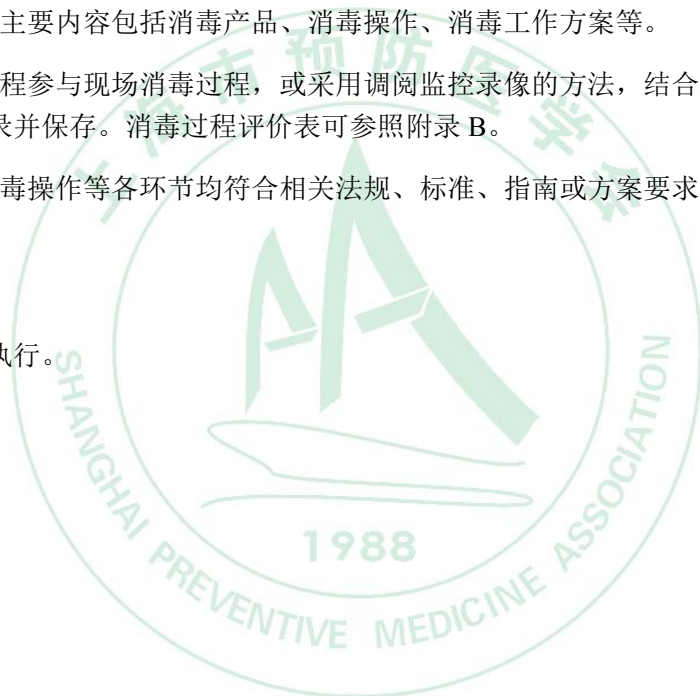 主要内容包括消毒产品、消毒操作、消毒工作方案等。
程参与现场消毒过程，或采用调阅监控录像的方法，结合
录并保存。消毒过程评价表可参照附录 B。
毒操作等各环节均符合相关法规、标准、指南或方案要求
执行。
上海市预防医学会
1988
SHANGHAI PREVENTIVE MEDICINE ASSOCIATION